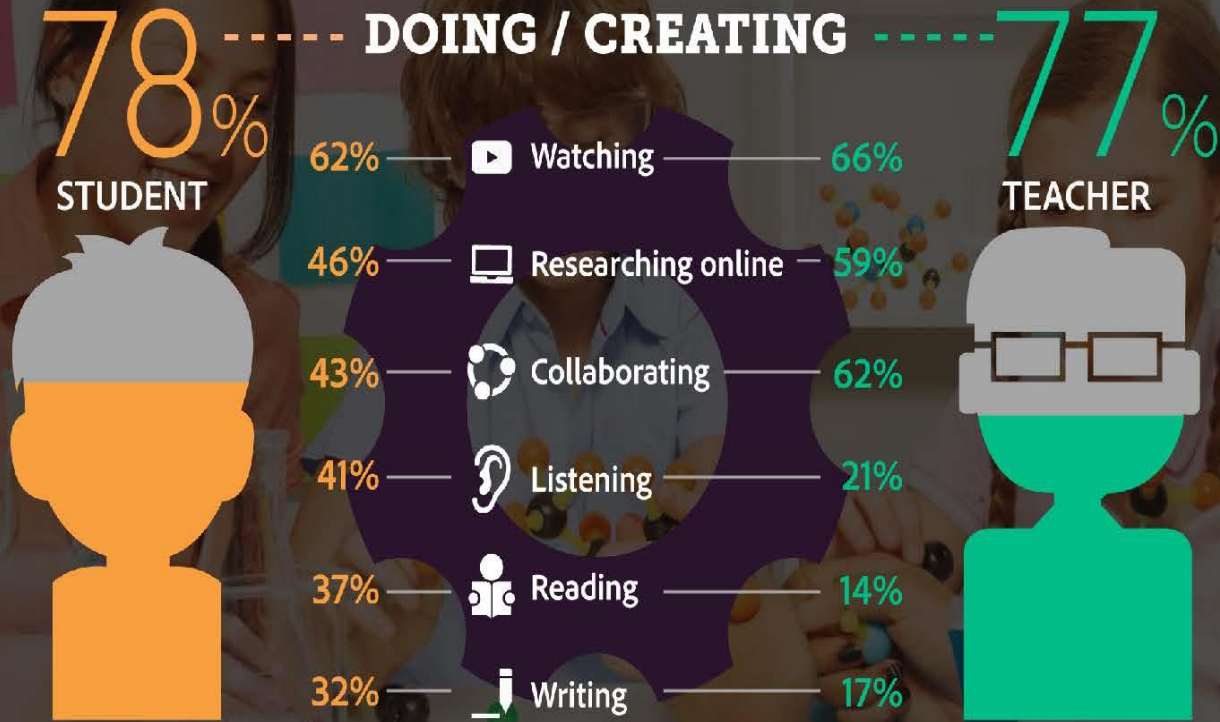 78% DOING / CREATING 77%
STUDENT TEACHER
62% Watching 66%
46% Researching online 59%
43% Collaborating 62%
41% Listening 21%
37% Reading 14%
32% Writing 17%